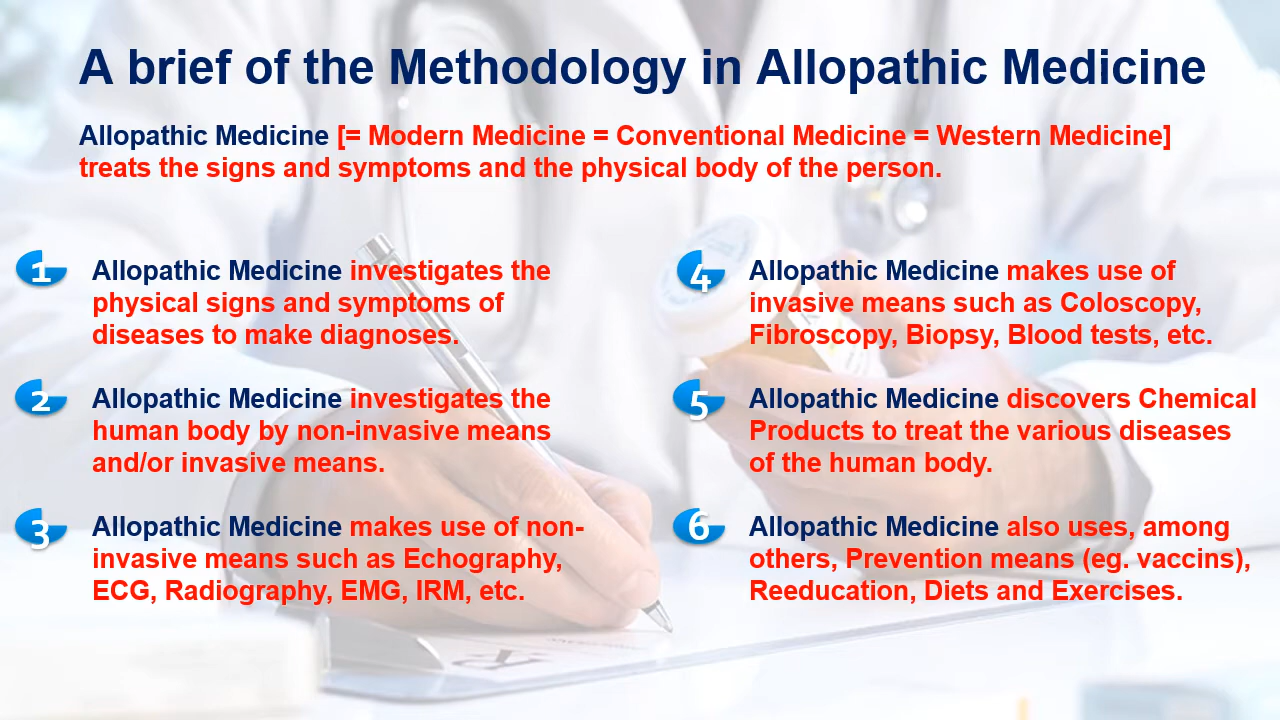 A brief of the Methodology in Allopathic Medicine
Allopathic Medicine [= Modern Medicine = Conventional Medicine = Western Medicine]
treats the signs and symptoms and the physical body of the person.
1
Allopathic Medicine investigates the
physical signs and symptoms of
diseases to make diagnoses.
2
Allopathic Medicine investigates the
human body by non-invasive means
and/or invasive means.
3
Allopathic Medicine makes use of non-
invasive means such as Echography,
ECG, Radiography, EMG, IRM, etc.
4
Allopathic Medicine makes use of
invasive means such as Coloscopy,
Fibroscopy, Biopsy, Blood tests, etc.
5
Allopathic Medicine discovers Chemical
Products to treat the various diseases
of the human body.
6
Allopathic Medicine also uses, among
others, Prevention means (eg. vaccins),
Reeducation, Diets and Exercises.